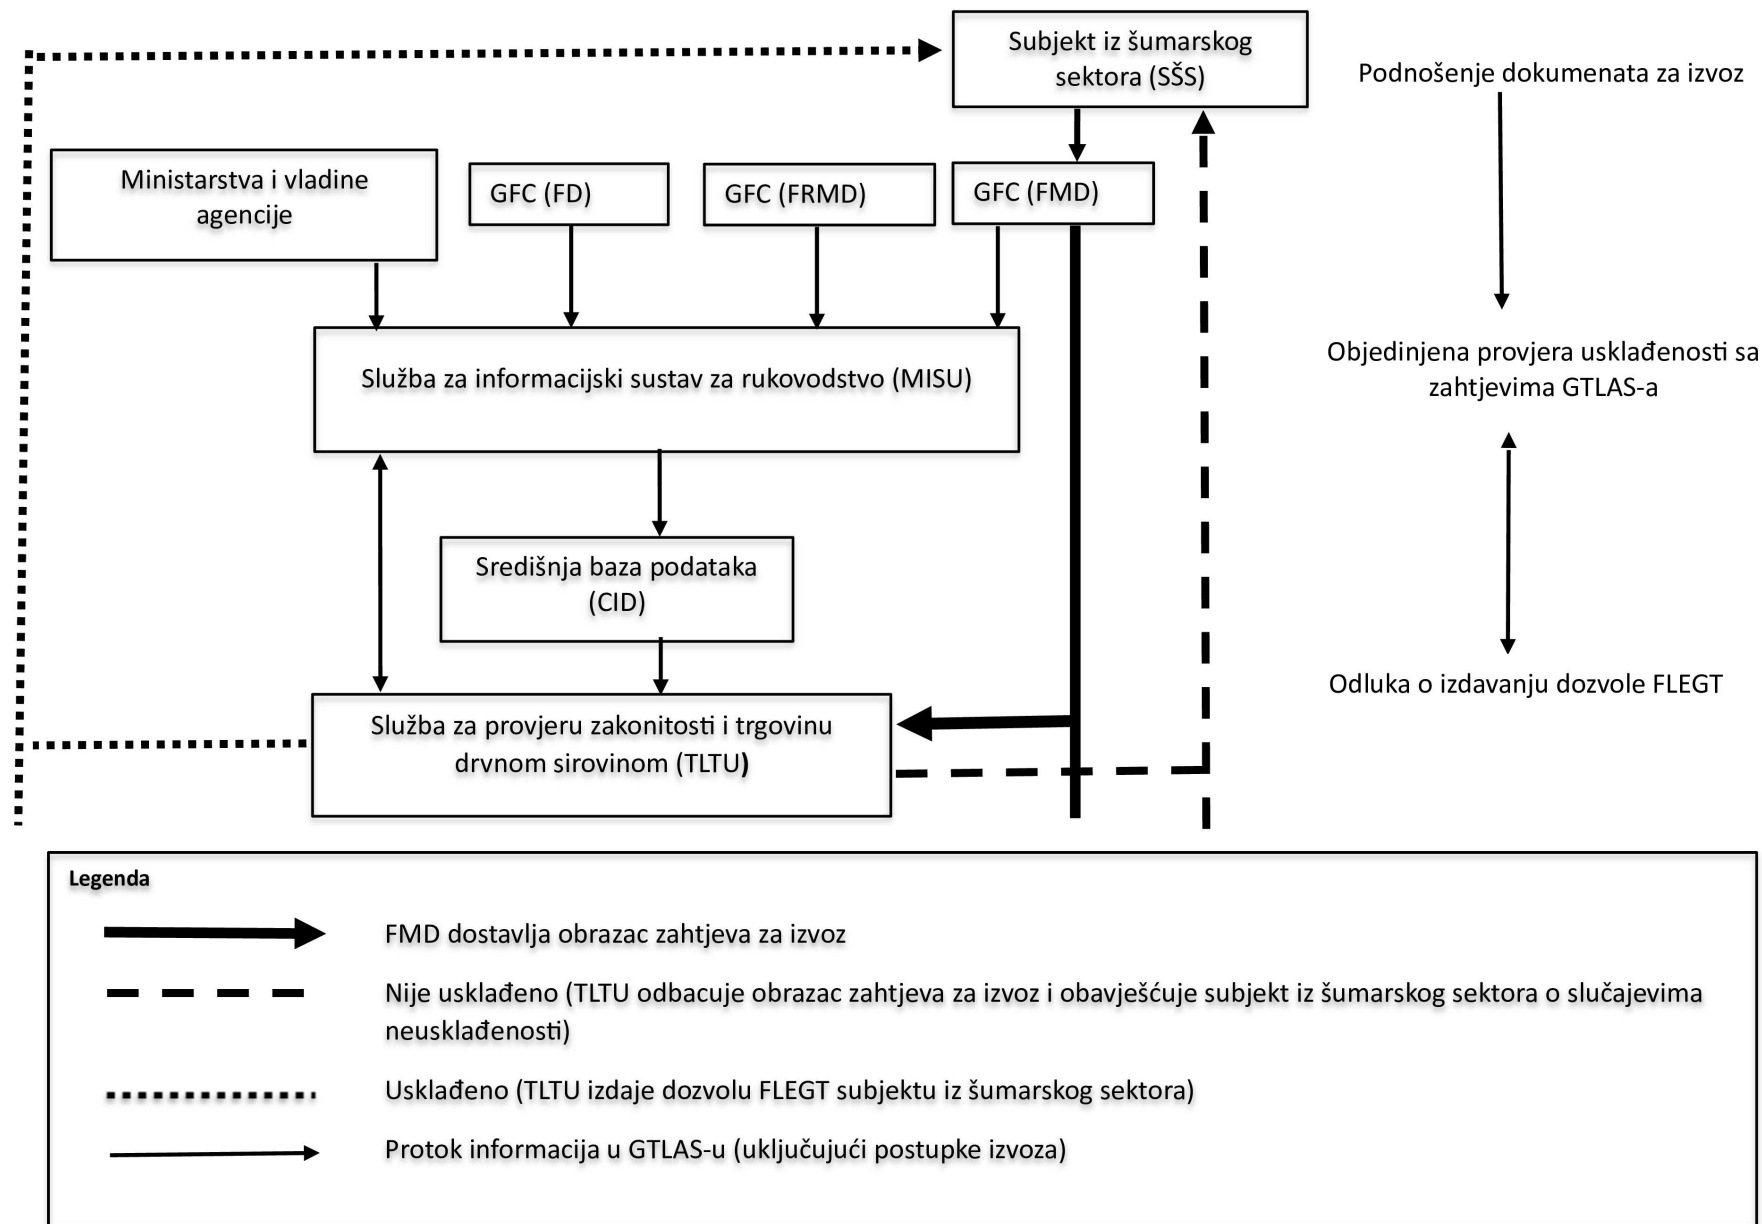 Subjekt iz šumarskog
sektora (SŠS)
Podnošenje dokumenata za izvoz
Ministarstva i vladine
agencije
GFC (FD)
GFC (FRMD)
GFC (FMD)
Služba za informacijski sustav za rukovodstvo (MISU)
Objedinjena provjera usklađenosti sa
zahtjevima GTLAS-a
Središnja baza podataka
(CID)
Služba za provjeru zakonitosti i trgovinu
drvnom sirovinom (TLTU)
Odluka o izdavanju dozvole FLEGT
Legenda
FMD dostavlja obrazac zahtjeva za izvoz
Nije usklađeno (TLTU odbacuje obrazac zahtjeva za izvoz i obavješćuje subjekt iz šumarskog sektora o slučajevima
neusklađenosti)
Usklađeno (TLTU izdaje dozvolu FLEGT subjektu iz šumarskog sektora)
Protok informacija u GTLAS-u (uključujući postupke izvoza)